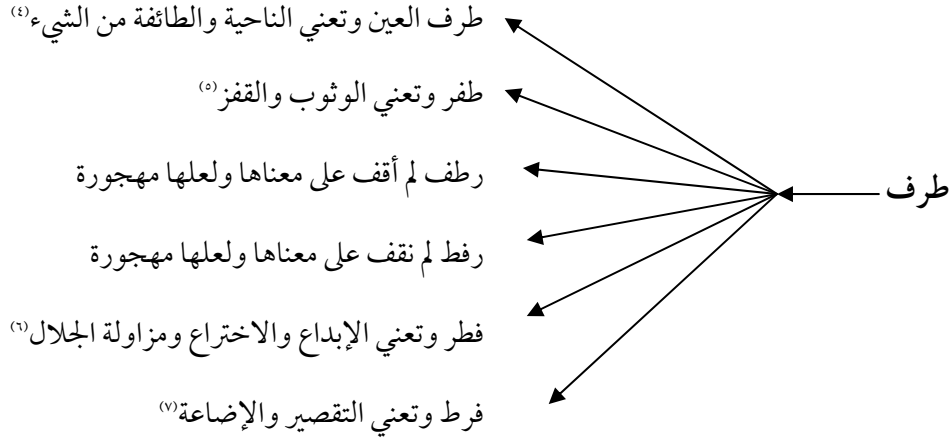 طرف
طرف العين وتعني الناحية والطائفة من الشيء(٤)
طفر وتعني الوثوب والقفز(٥)
رطف لم أقف على معناها ولعلها مهجورة
رفط لم نقف على معناها ولعلها مهجورة
فطر وتعني الإبداع والاختراع ومزاولة الجلال(٦)
فرط وتعني التقصير والإضاعة(٧)